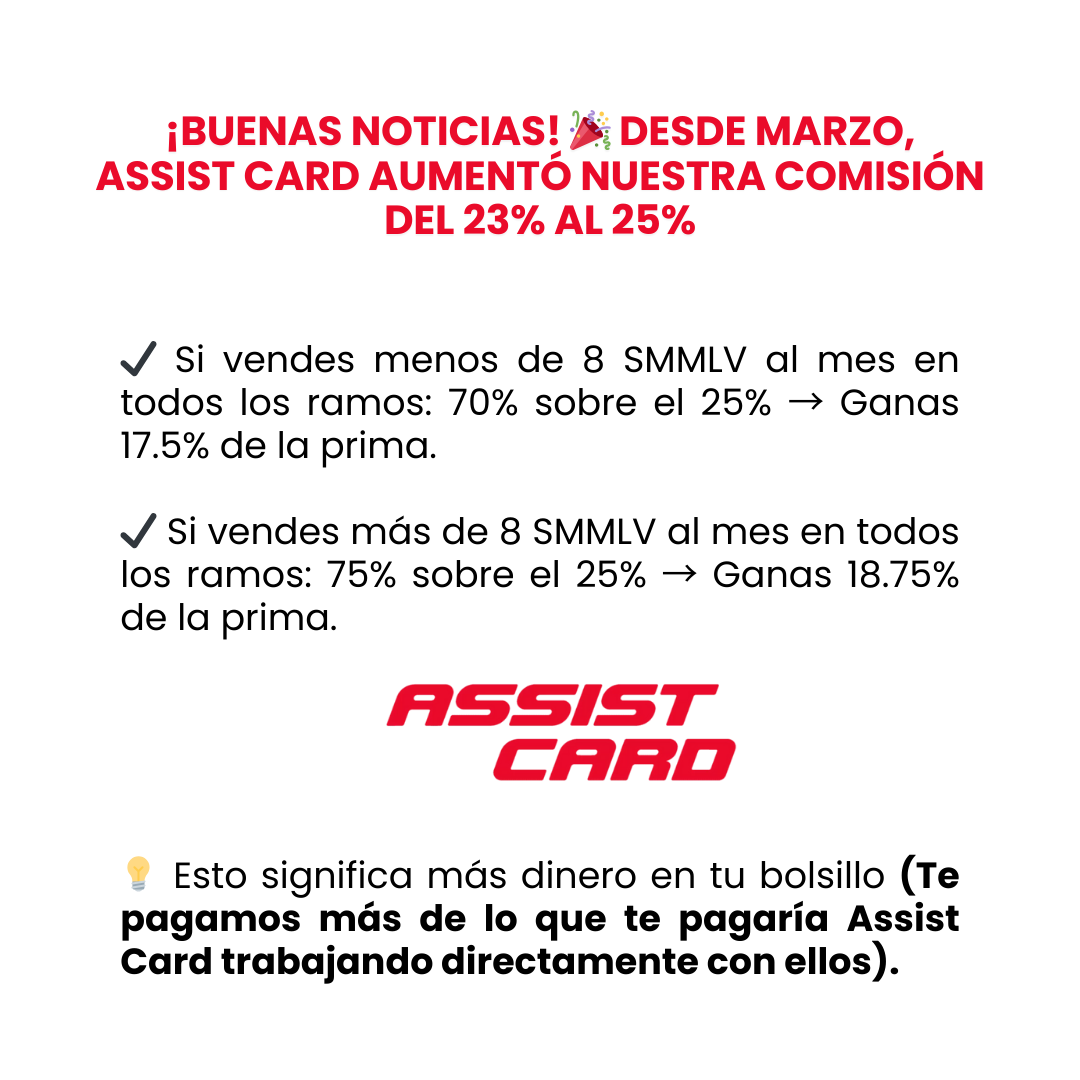 ¡BUENAS NOTICIAS! 🎉 DESDE MARZO,
ASSIST CARD AUMENTÓ NUESTRA COMISIÓN
DEL 23% AL 25%
✔ Si vendes menos de 8 SMMLV al mes en
todos los ramos: 70% sobre el 25% → Ganas
17.5% de la prima.
✔ Si vendes más de 8 SMMLV al mes en todos
los ramos: 75% sobre el 25% → Ganas 18.75%
de la prima.
ASSIST
CARD
💡 Esto significa más dinero en tu bolsillo (Te
pagamos más de lo que te pagaría Assist
Card trabajando directamente con ellos).